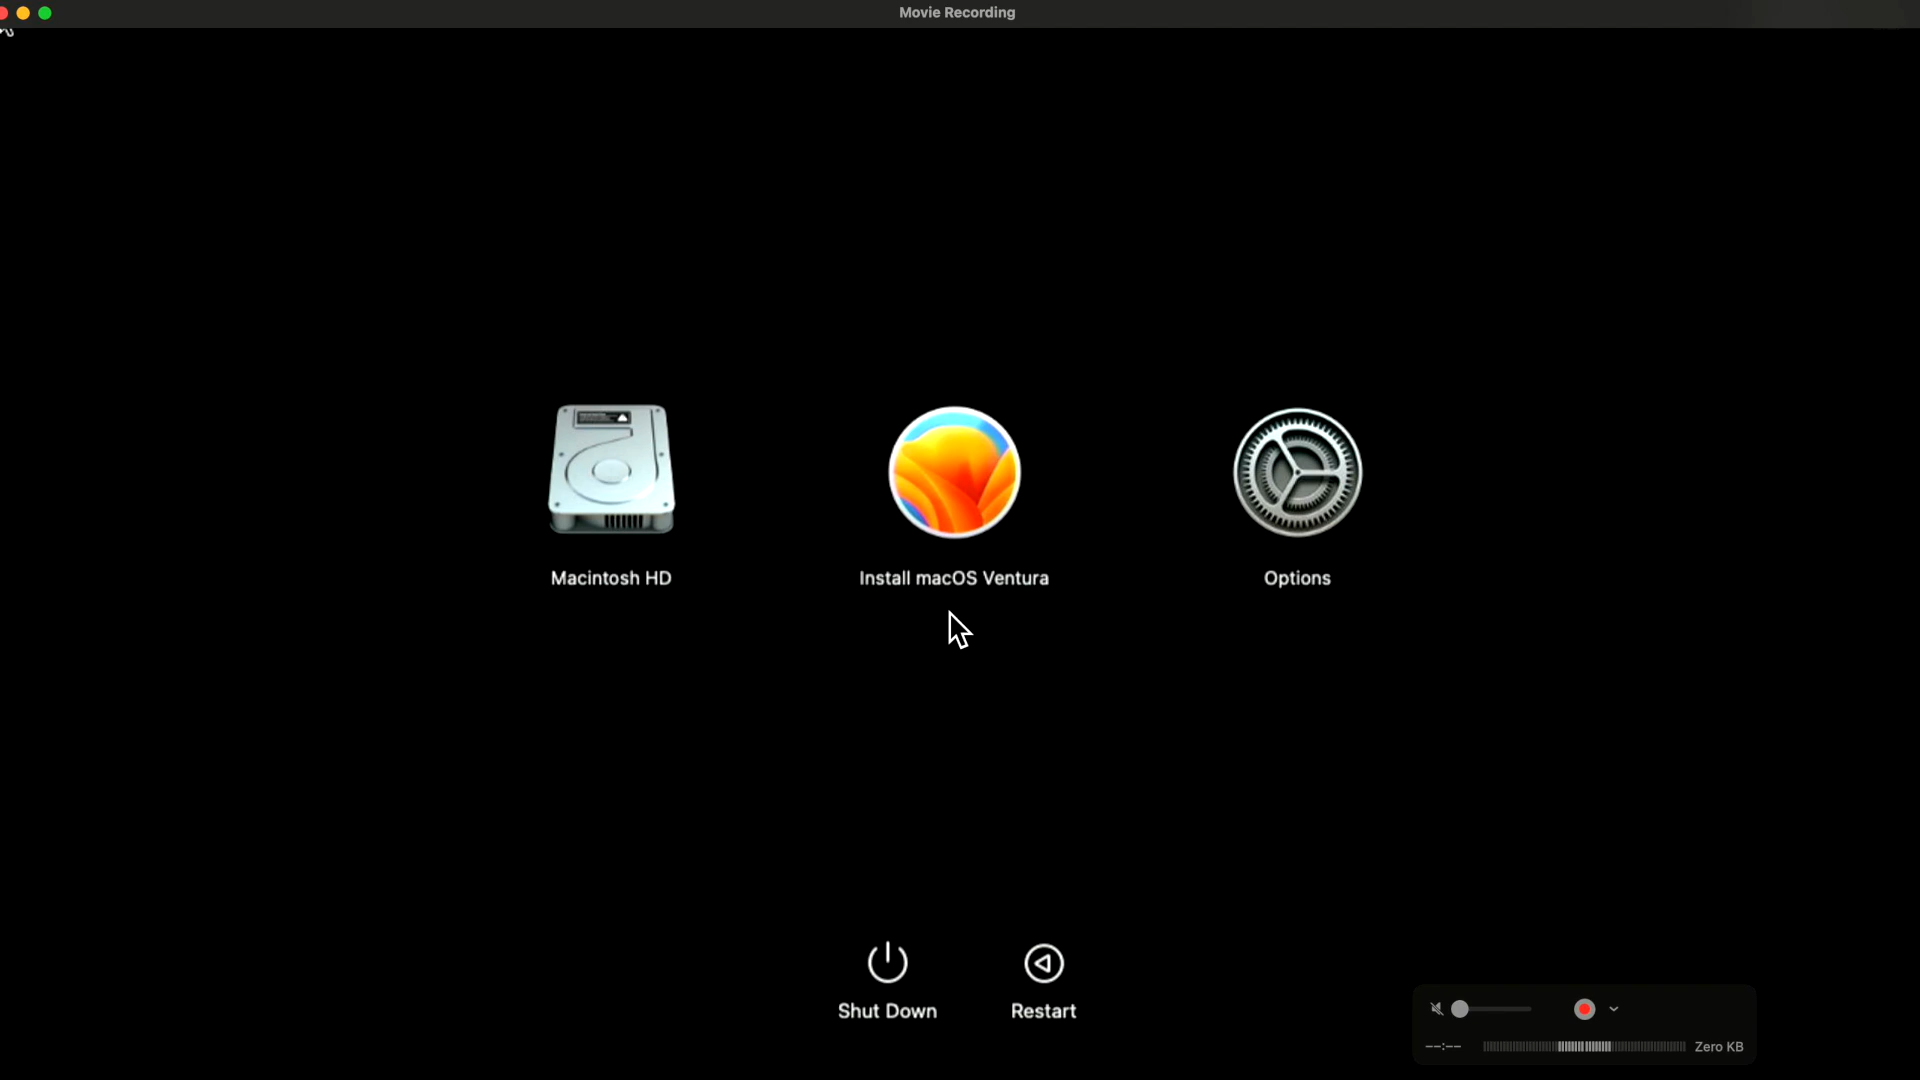 Movie Recording
Macintosh HD
Install macOS Ventura
Options
Shut Down
Restart
--:--
Zero KB